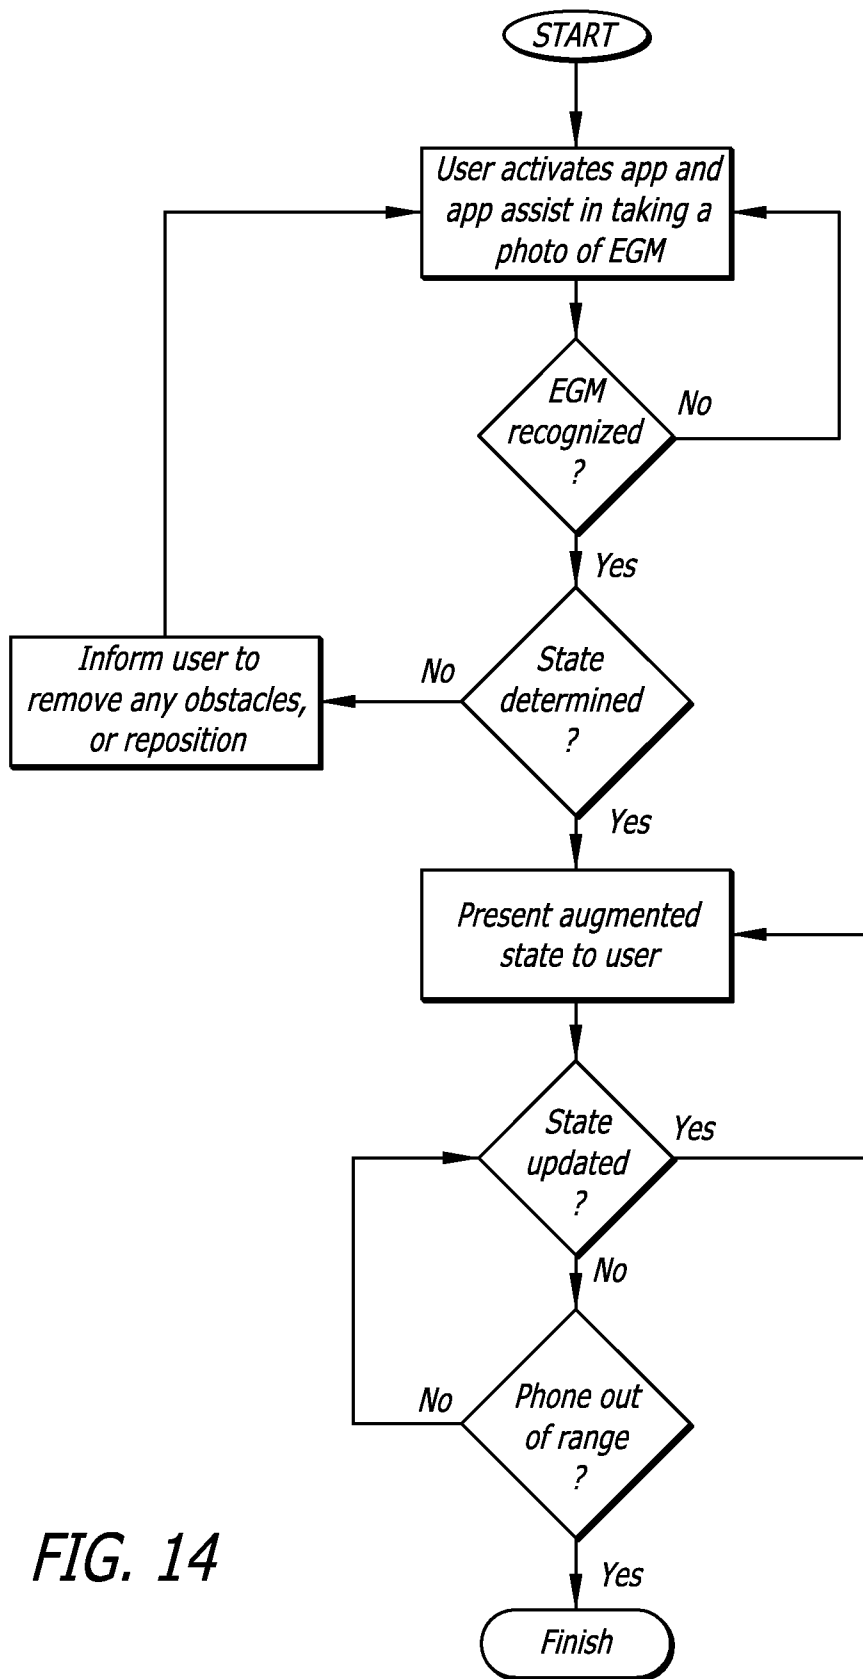 START
User activates app and
app assist in taking a
photo of EGM
EGM
recognized
?
No
Yes
State
determined
?
No
Inform user to
remove any obstacles,
or reposition
Yes
Present augmented
state to user
State
updated
?
Yes
No
Phone out
of range
?
No
Yes
Finish
FIG. 14